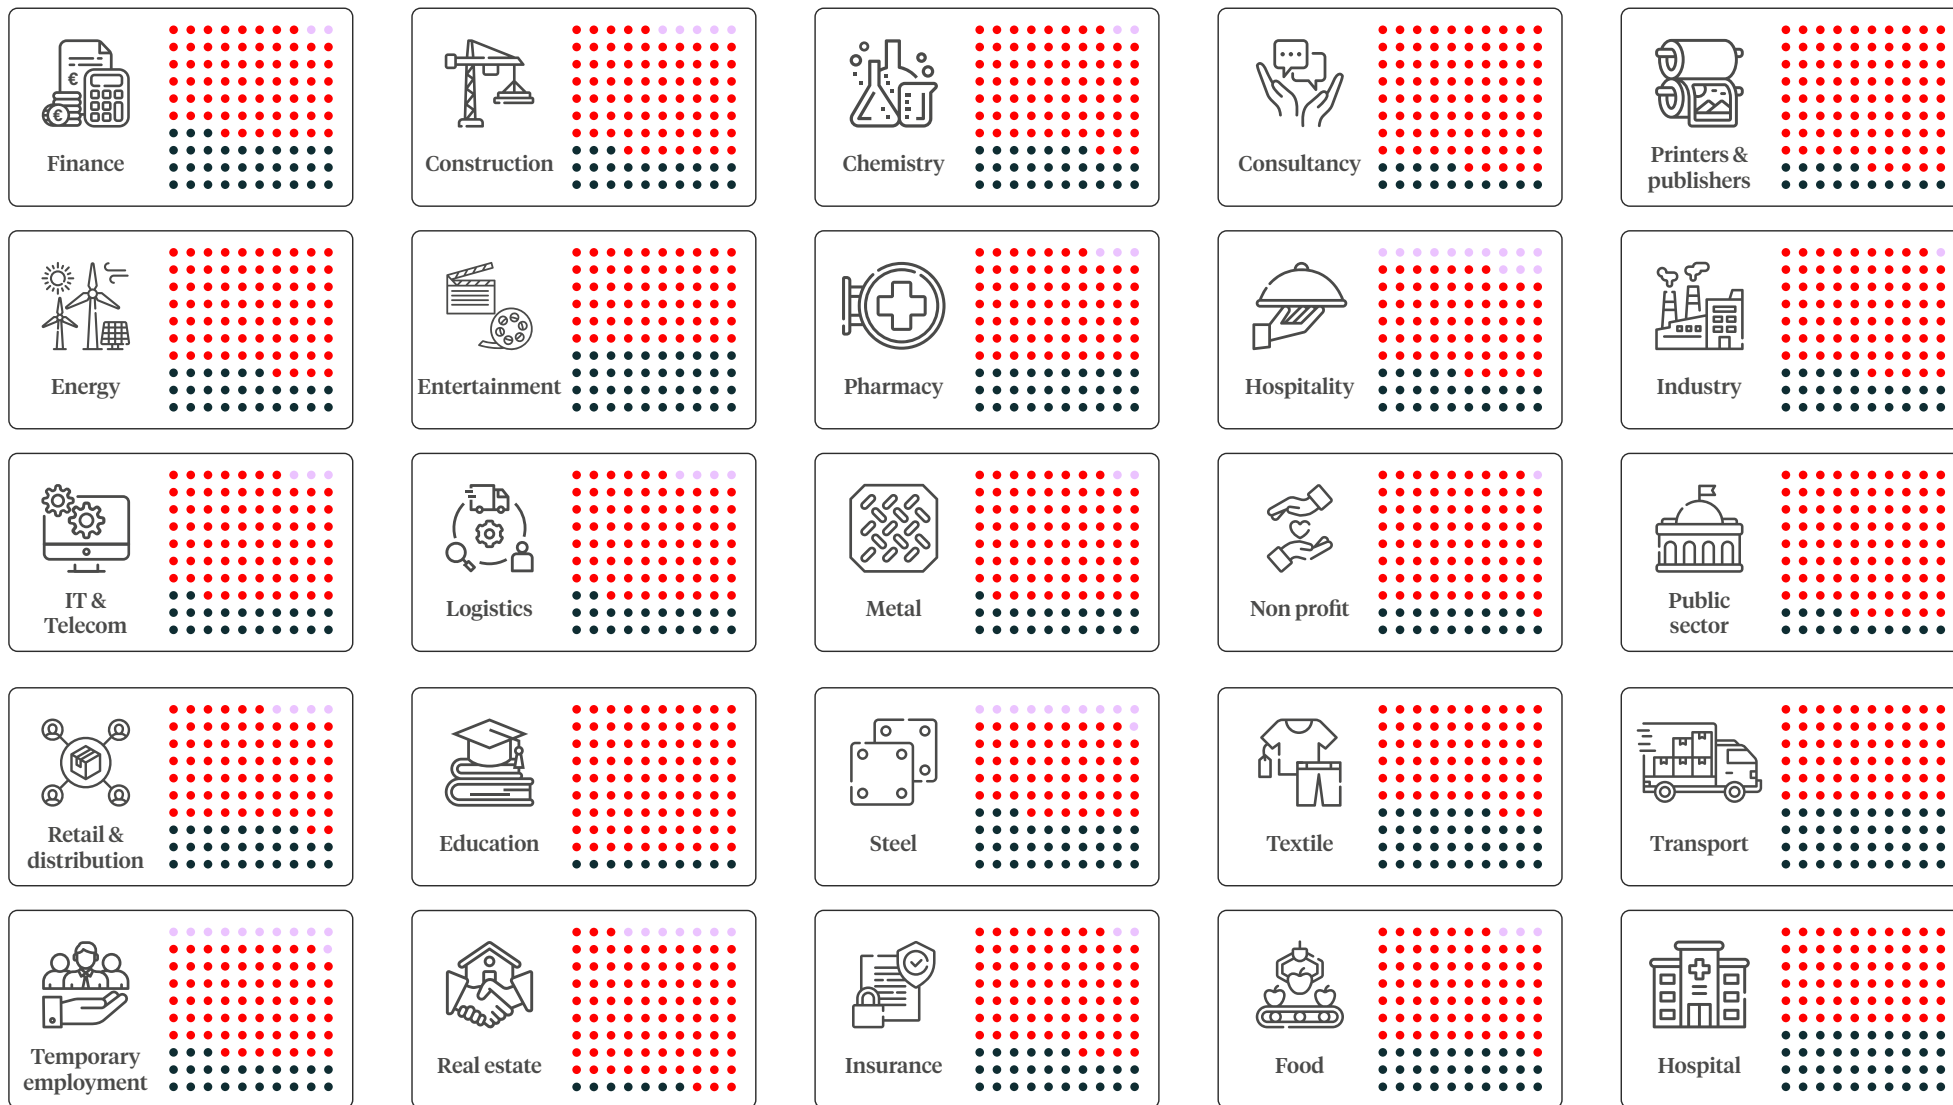 Finance
Construction
Chemistry
Consultancy
Printers &
publishers
Energy
Entertainment
Pharmacy
Hospitality
Industry
IT &
Telecom
Logistics
Metal
Non profit
Public
sector
Retail &
distribution
Education
Steel
Textile
Transport
Temporary
employment
Real estate
Insurance
Food
Hospital